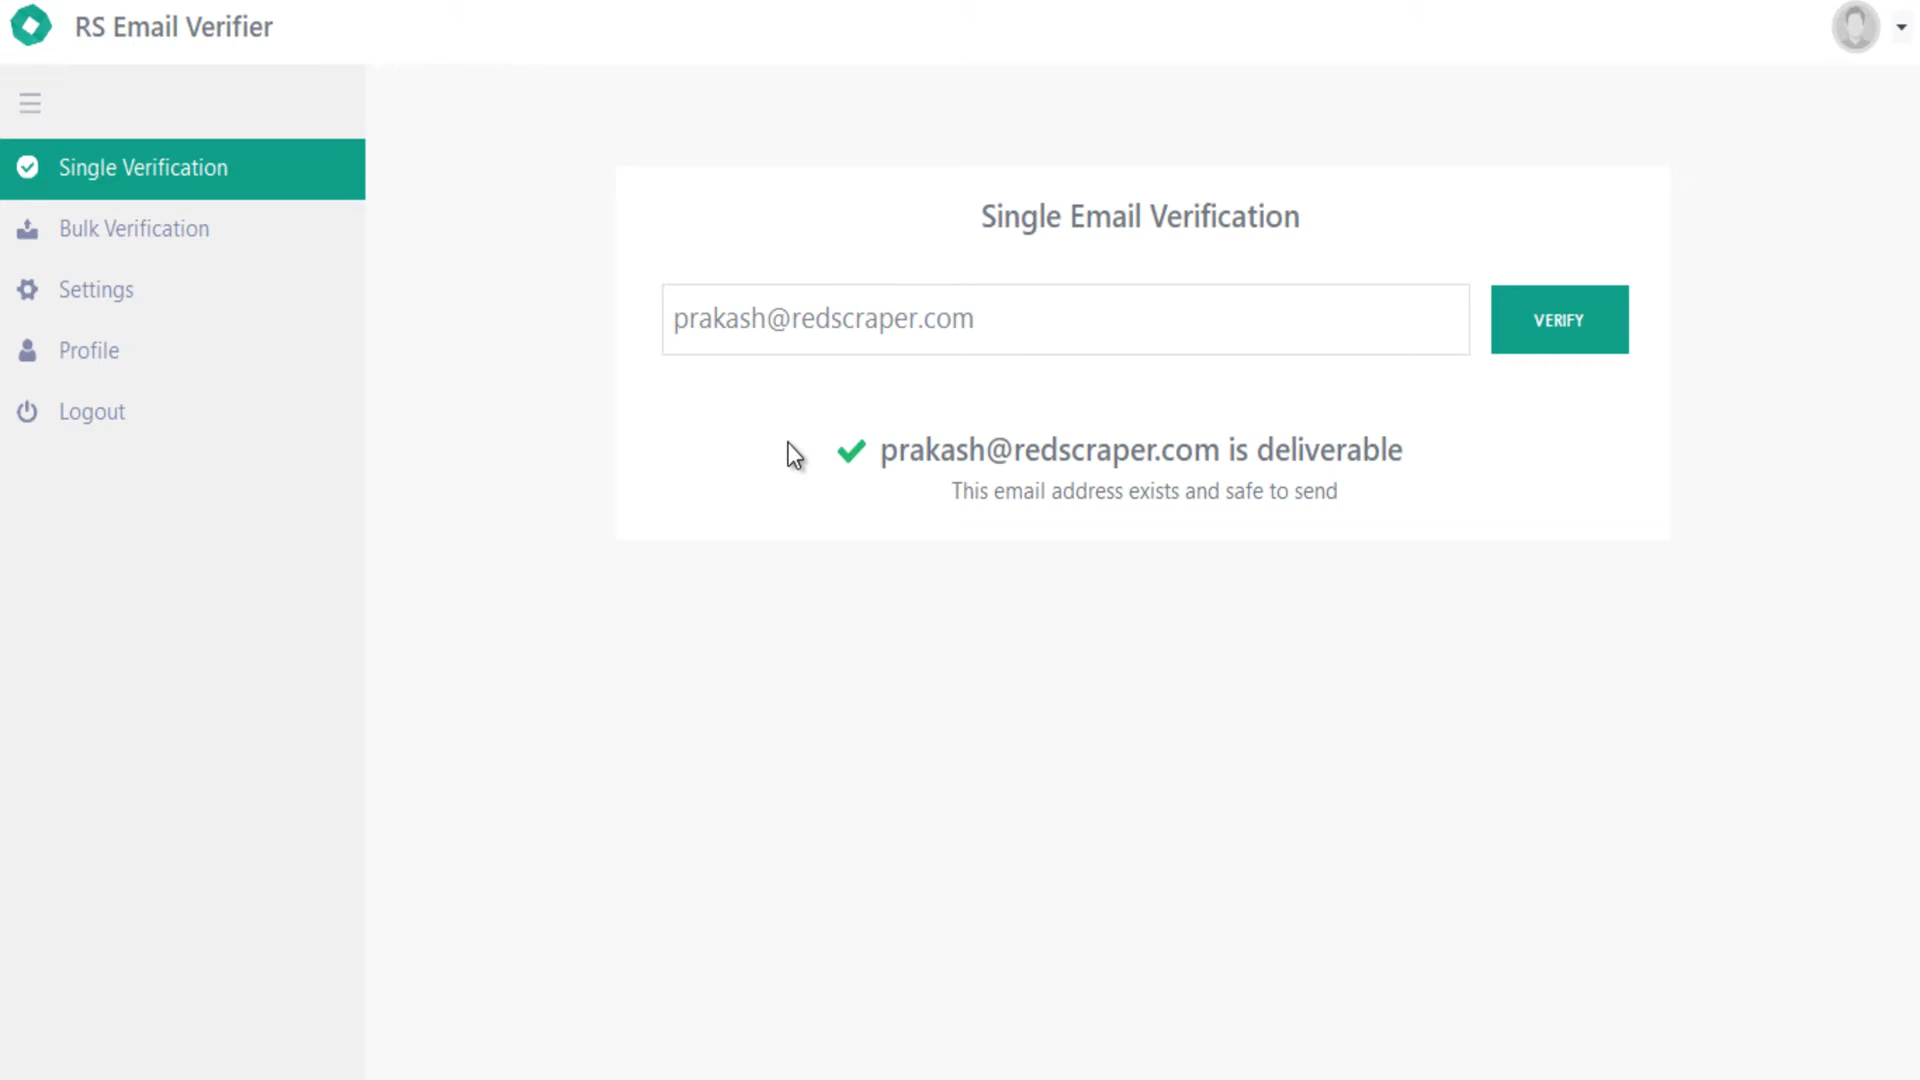 RS Email Verifier
Single Verification
Bulk Verification
Settings
Profile
Logout
Single Email Verification
prakash@redscraper.com
VERIFY
prakash@redscraper.com is deliverable
This email address exists and safe to send